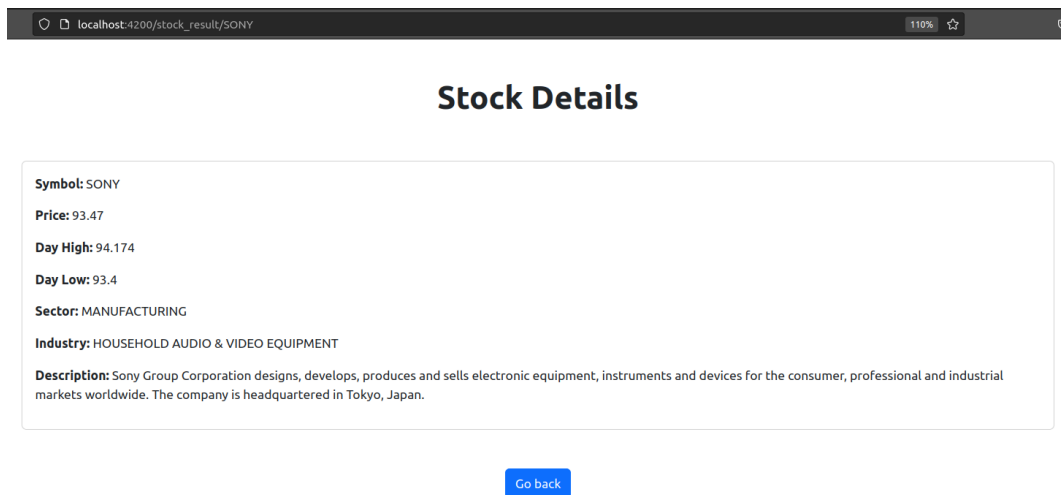 localhost:4200/stock_result/SONY
110%
Stock Details
Symbol: SONY
Price: 93.47
Day High: 94.174
Day Low: 93.4
Sector: MANUFACTURING
Industry: HOUSEHOLD AUDIO & VIDEO EQUIPMENT
Description: Sony Group Corporation designs, develops, produces and sells electronic equipment, instruments and devices for the consumer, professional and industrial
markets worldwide. The company is headquartered in Tokyo, Japan.
Go back